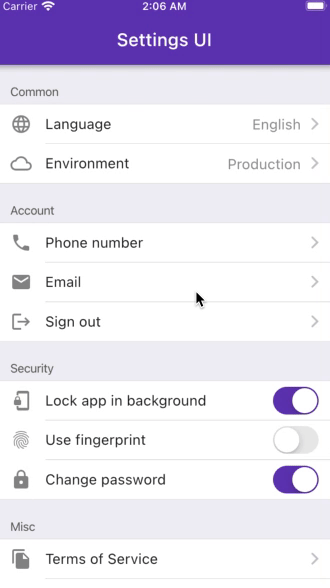 Carrier 2:06 AM
Settings UI
Common
Language English
Environment Production
Account
Phone number
Email
Sign out
Security
Lock app in background
Use fingerprint
Change password
Misc
Terms of Service